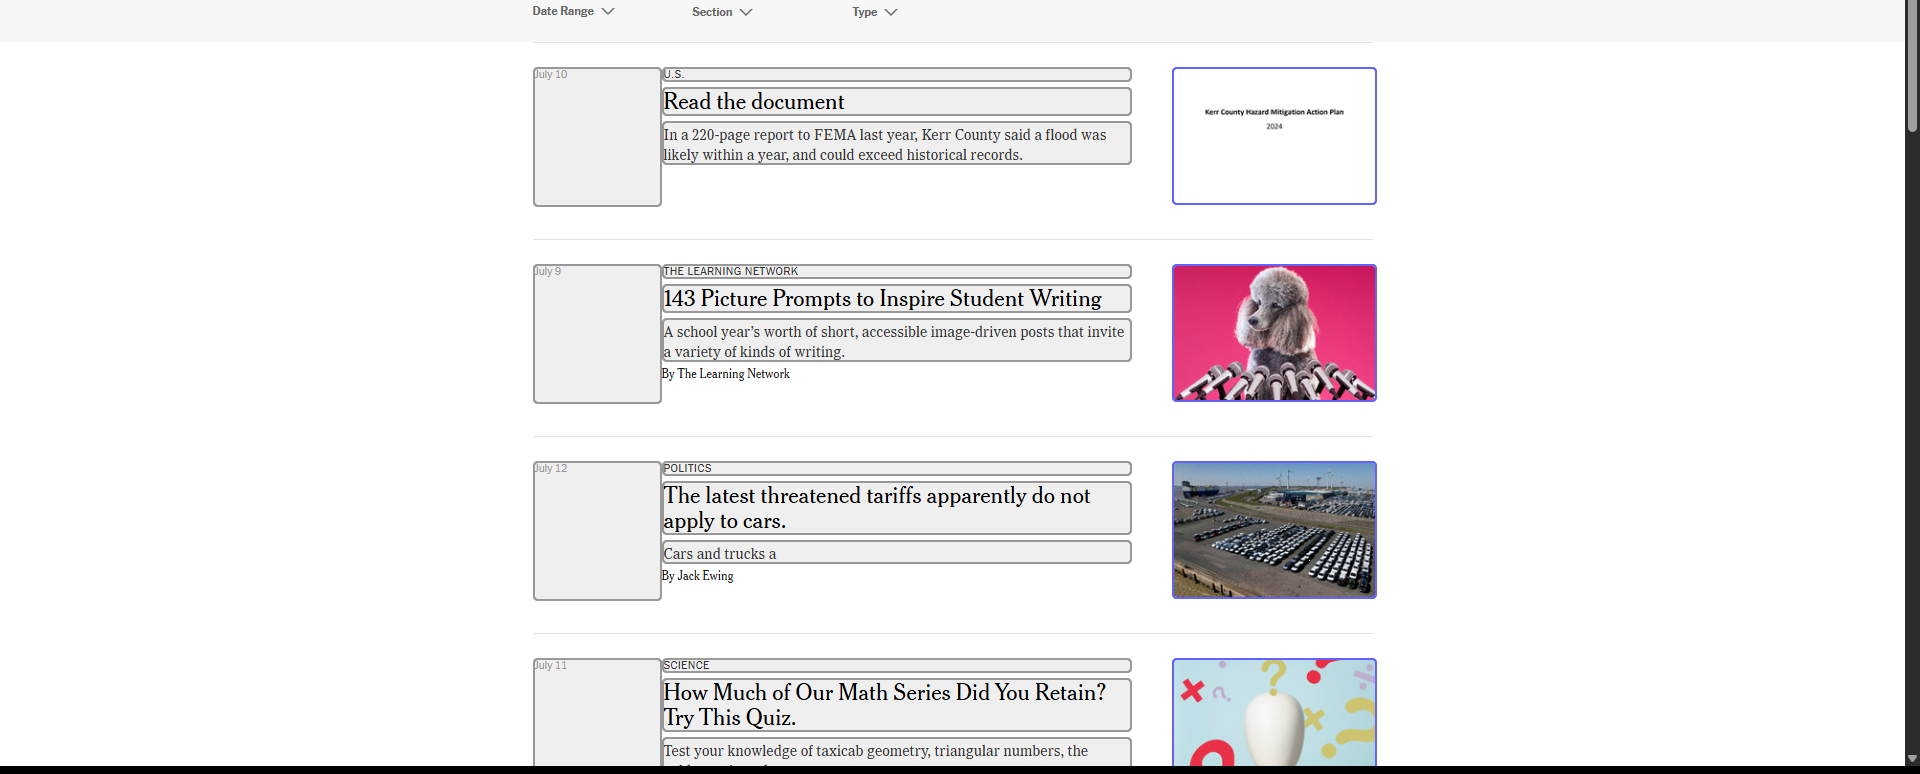 Date Range
Section
Type
July 10
U.S.
Read the document
In a 220-page report to FEMA last year, Kerr County said a flood was
likely within a year, and could exceed historical records.
Kerr County Hazard Mitigation Action Plan
2024
July 9
THE LEARNING NETWORK
143 Picture Prompts to Inspire Student Writing
A school year’s worth of short, accessible image-driven posts that invite
a variety of kinds of writing.
By The Learning Network
July 12
POLITICS
The latest threatened tariffs apparently do not
apply to cars.
Cars and trucks a
By Jack Ewing
July 11
SCIENCE
How Much of Our Math Series Did You Retain?
Try This Quiz.
Test your knowledge of taxicab geometry, triangular numbers, the